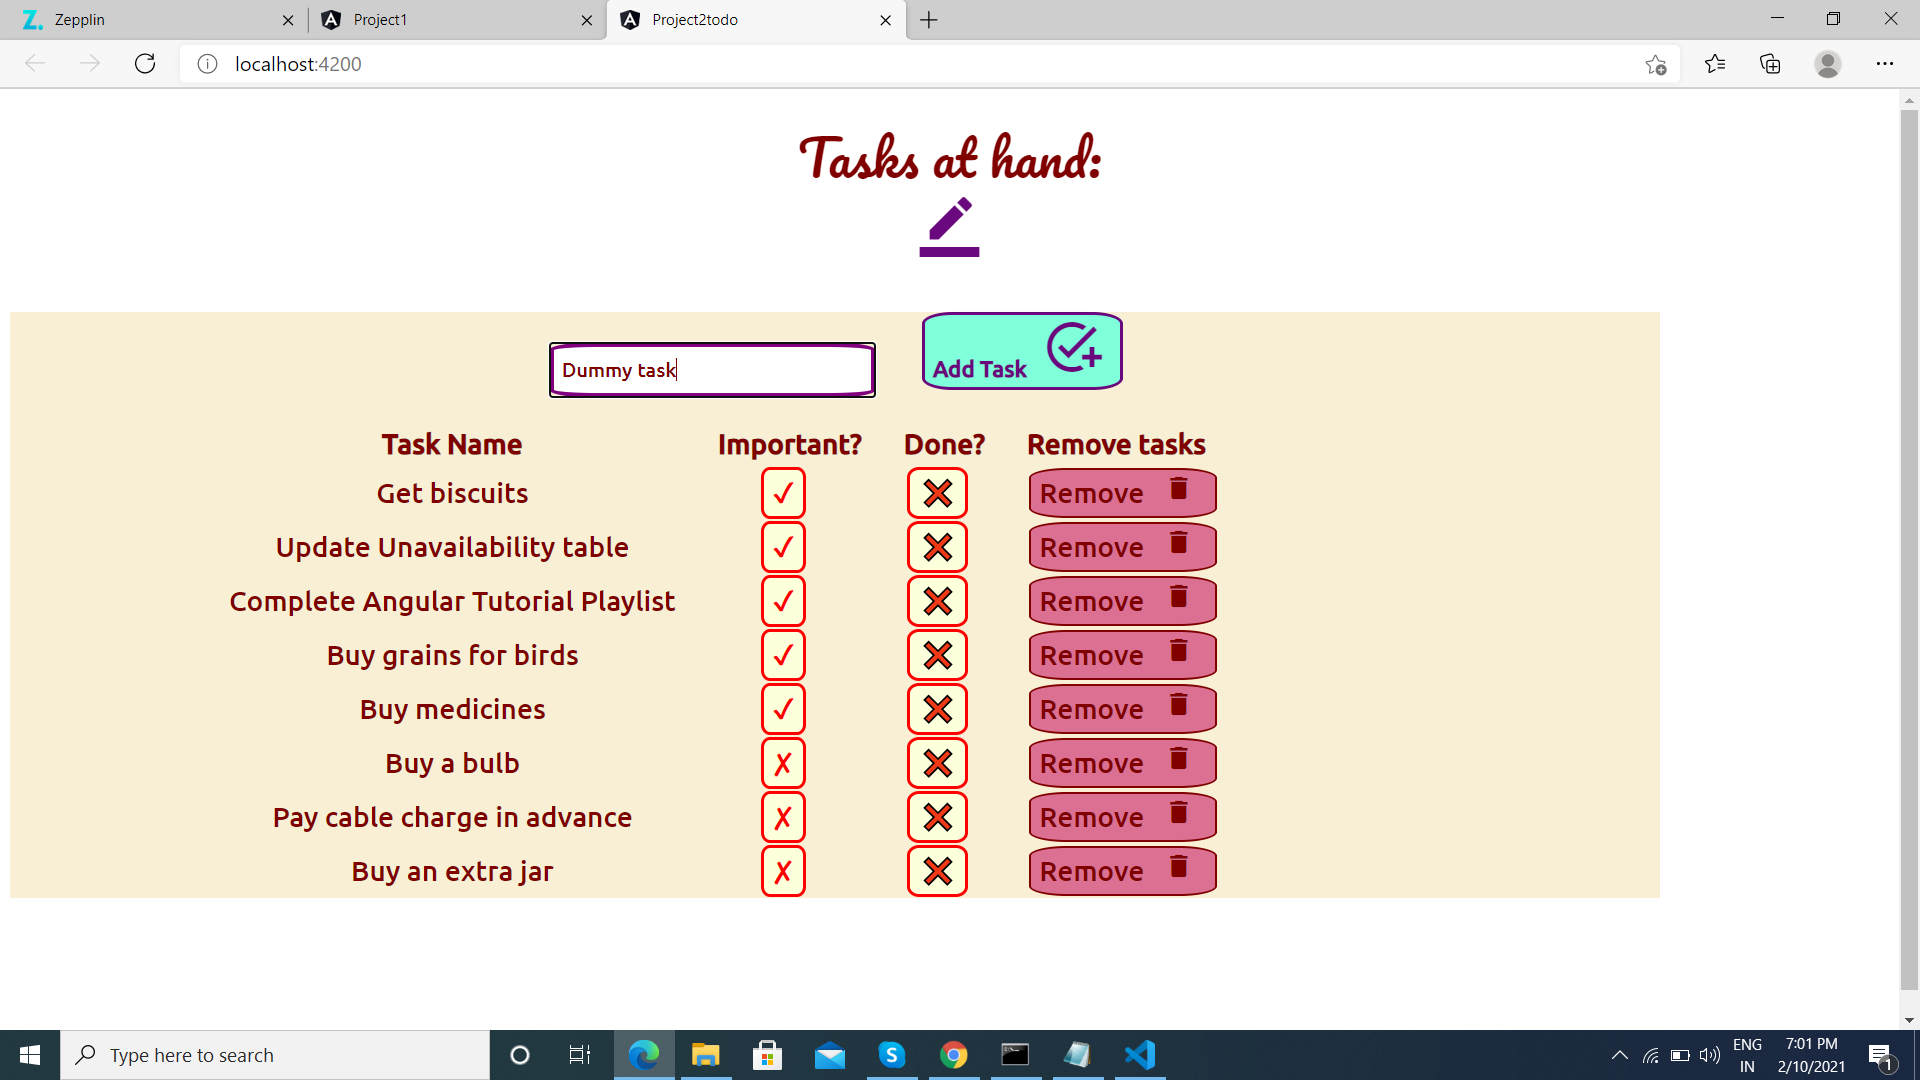 Zepplin
Project1
Project2todo
localhost:4200
Tasks at hand:
Dummy task
Add Task
Task Name Important? Done? Remove tasks
Get biscuits ✓ ❌ Remove
Update Unavailability table ✓ ❌ Remove
Complete Angular Tutorial Playlist ✓ ❌ Remove
Buy grains for birds ✓ ❌ Remove
Buy medicines ✓ ❌ Remove
Buy a bulb ✗ ❌ Remove
Pay cable charge in advance ✗ ❌ Remove
Buy an extra jar ✗ ❌ Remove
Type here to search
ENG
IN
7:01 PM
2/10/2021
1